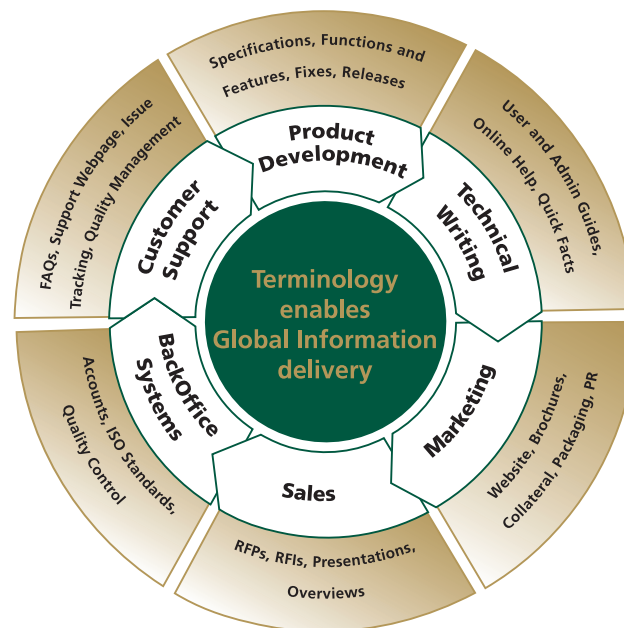 Specifications, Functions and
Features, Fixes, Releases
Product
Development
User and Admin Guides,
Online Help, Quick Facts
Technical
Writing
Website, Brochures,
Collateral, Packaging, PR
Marketing
RFPs, RFIs, Presentations,
Overviews
Sales
Accounts, ISO Standards,
Quality Control
BackOffice
Systems
FAQs, Support Webpage, Issue
Tracking, Quality Management
Customer
Support
Terminology
enables
Global Information
delivery